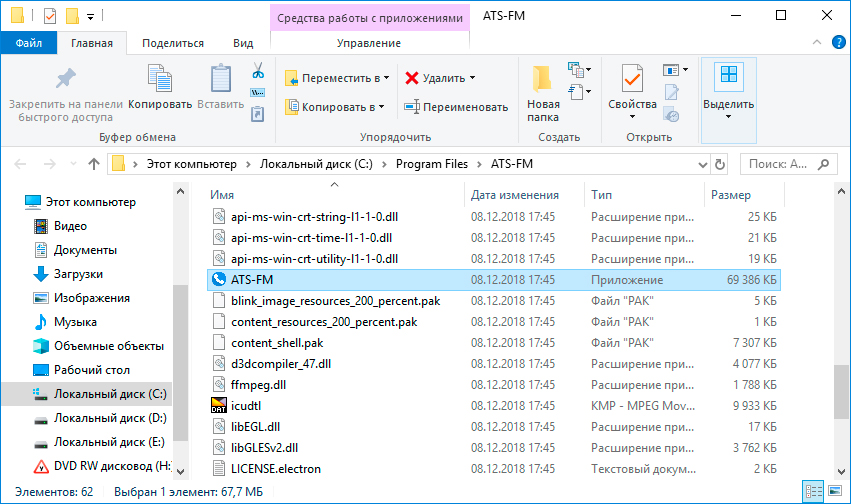 Средства работы с приложениями
ATS-FM
Файл
Главная
Поделиться
Вид
Управление
Закрепить на панели
быстрого доступа
Копировать
Вставить
Буфер обмена
Переместить в
Копировать в
Удалить
Переименовать
Упорядочить
Новая
папка
Создать
Свойства
Открыть
Выделить
Этот компьютер > Локальный диск (C:) > Program Files > ATS-FM
Поиск: A...
Этот компьютер
Видео
Документы
Загрузки
Изображения
Музыка
Объемные объекты
Рабочий стол
Локальный диск (C:)
Локальный диск (D:)
Локальный диск (E:)
DVD RW дисковод (H:
Имя Дата изменения Тип Размер
api-ms-win-crt-string-l1-1-0.dll 08.12.2018 17:45 Расширение при... 25 КБ
api-ms-win-crt-time-l1-1-0.dll 08.12.2018 17:45 Расширение при... 21 КБ
api-ms-win-crt-utility-l1-1-0.dll 08.12.2018 17:45 Расширение при... 19 КБ
ATS-FM 08.12.2018 17:45 Приложение 69 386 КБ
blink_image_resources_200_percent.pak 08.12.2018 17:45 Файл "PAK" 5 КБ
content_resources_200_percent.pak 08.12.2018 17:45 Файл "PAK" 1 КБ
content_shell.pak 08.12.2018 17:45 Файл "PAK" 7 307 КБ
d3dcompiler_47.dll 08.12.2018 17:45 Расширение при... 4 077 КБ
ffmpeg.dll 08.12.2018 17:45 Расширение при... 1 788 КБ
DAT icudtl 08.12.2018 17:45 KMP - MPEG Mov... 9 933 КБ
libEGL.dll 08.12.2018 17:45 Расширение при... 17 КБ
libGLESv2.dll 08.12.2018 17:45 Расширение при... 3 762 КБ
LICENSE.electron 08.12.2018 17:45 Текстовый докум... 2 КБ
Элементов: 62 Выбран 1 элемент: 67,7 МБ